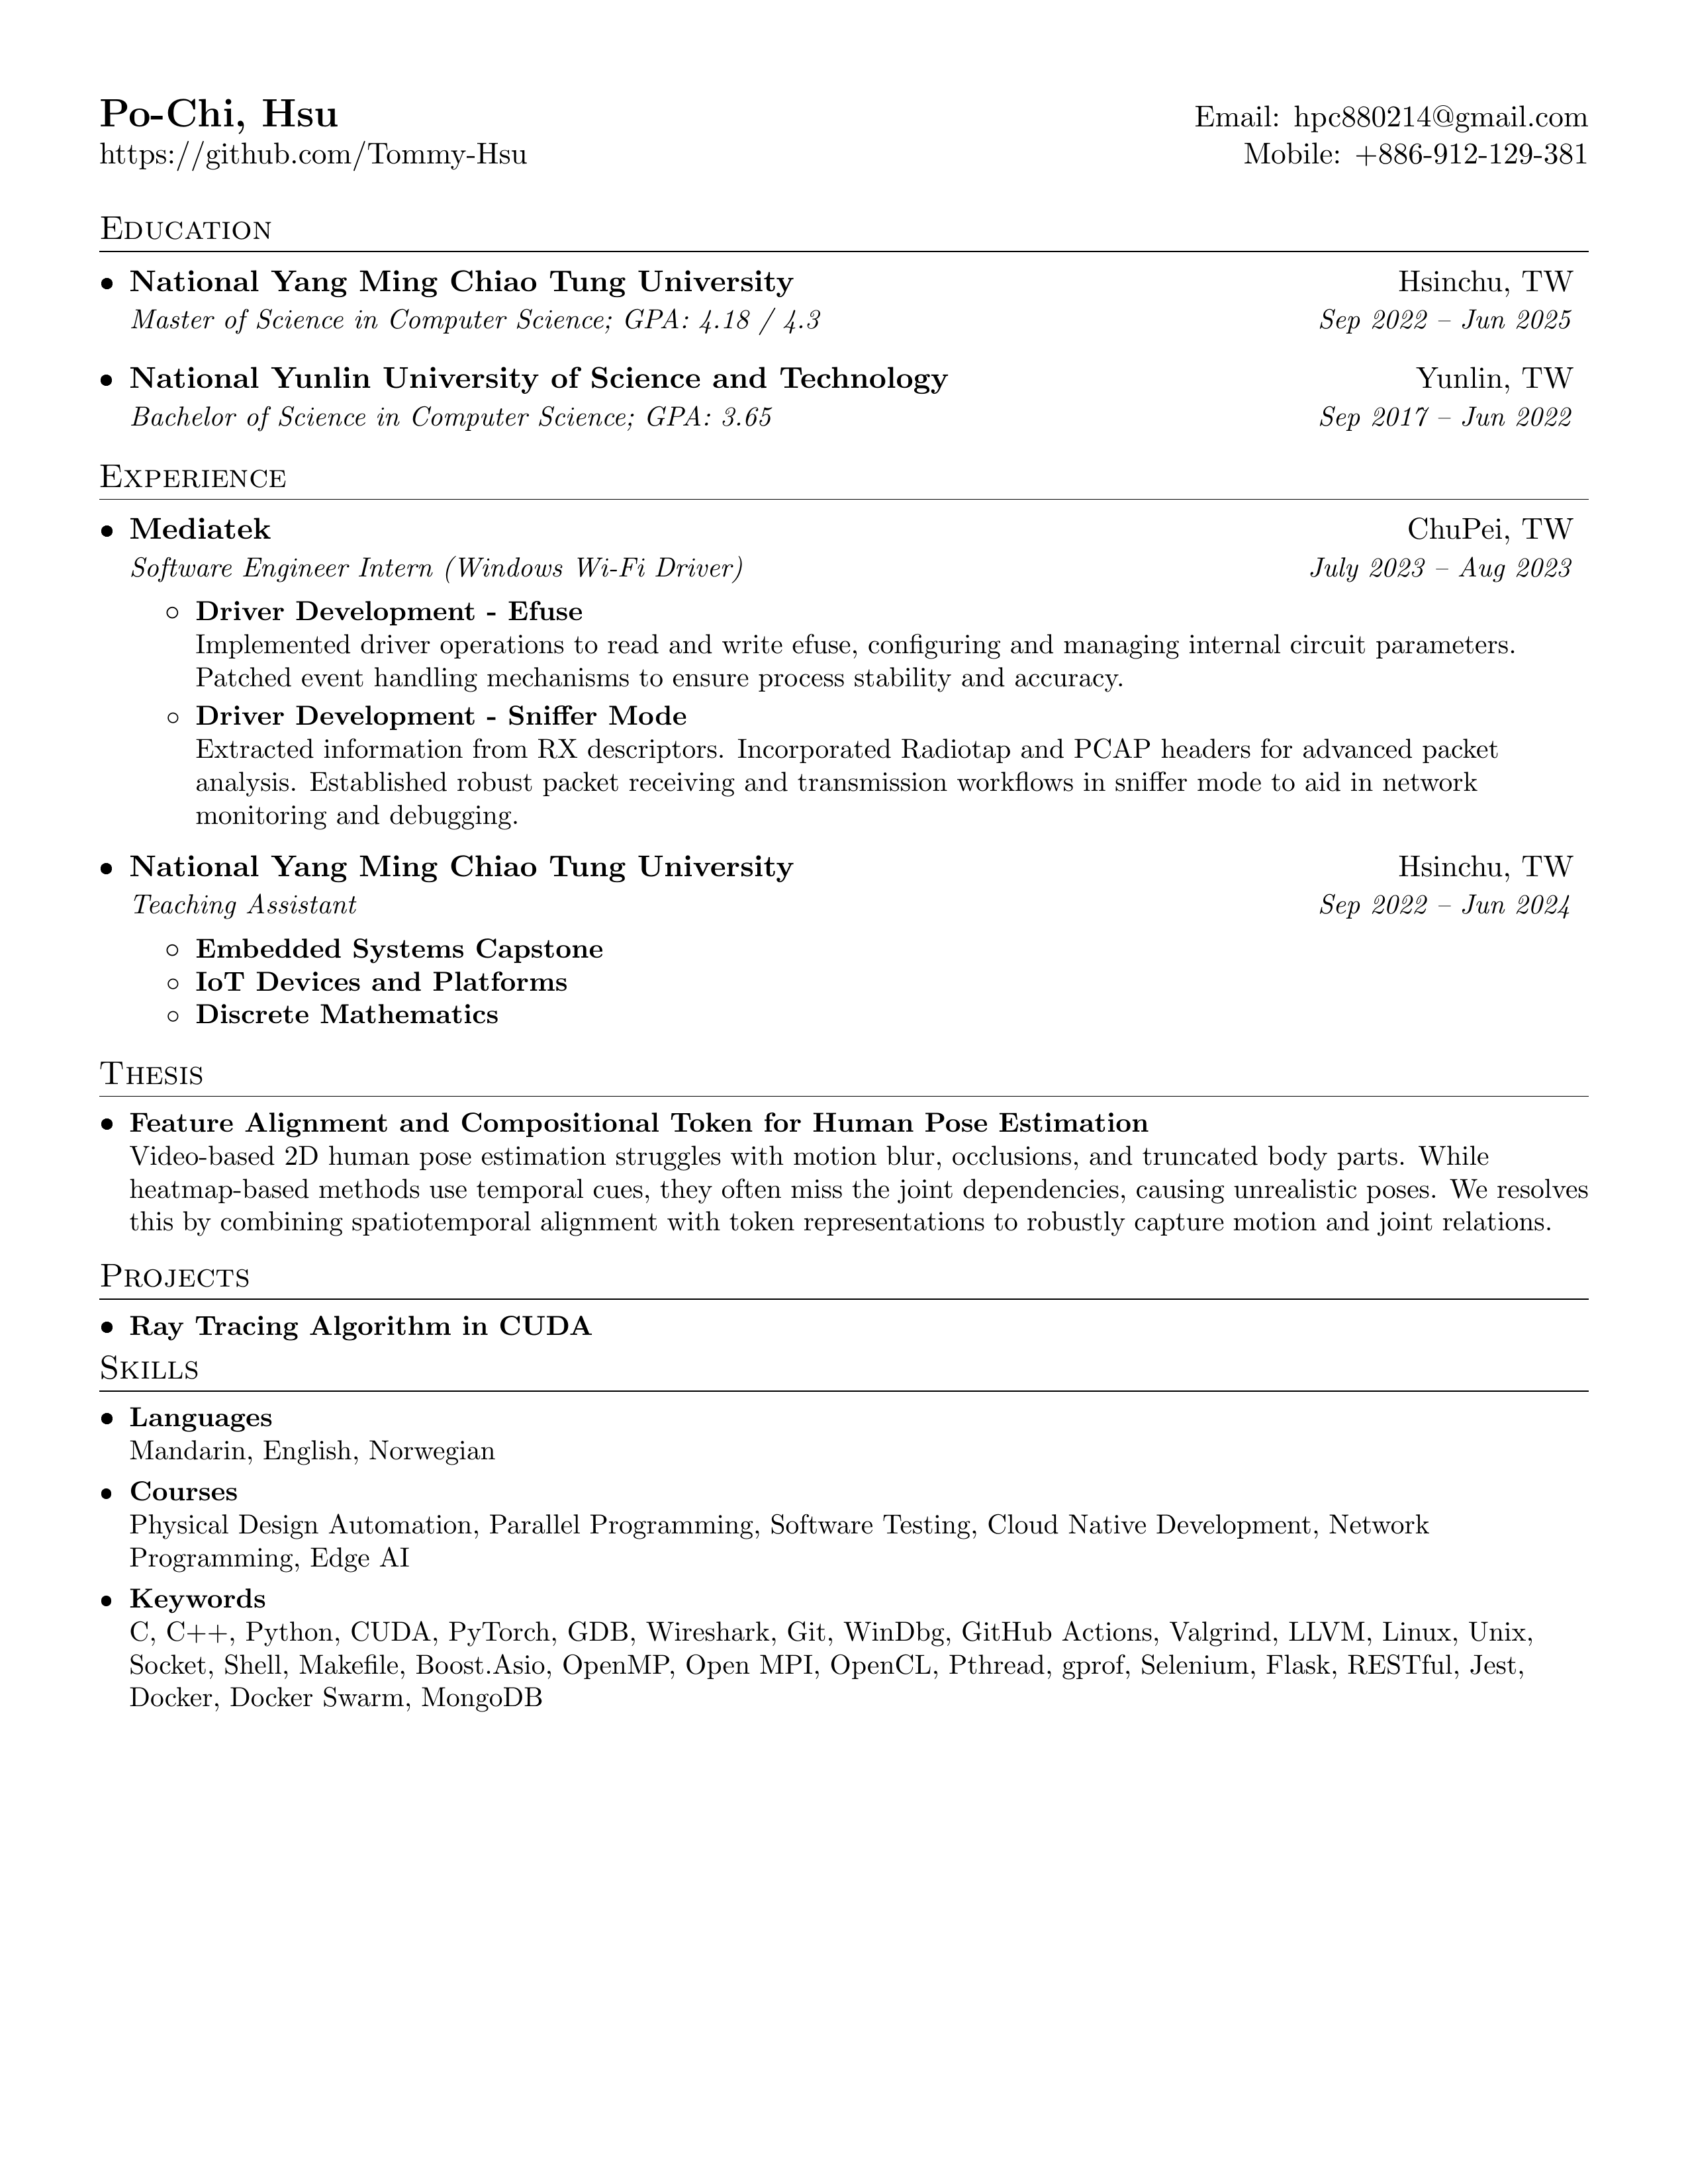 Po-Chi, Hsu
Email: hpc880214@gmail.com
https://github.com/Tommy-Hsu
Mobile: +886-912-129-381
Education
• National Yang Ming Chiao Tung University
Hsinchu, TW
Master of Science in Computer Science; GPA: 4.18 / 4.3
Sep 2022 – Jun 2025
• National Yunlin University of Science and Technology
Yunlin, TW
Bachelor of Science in Computer Science; GPA: 3.65
Sep 2017 – Jun 2022
Experience
• Mediatek
ChuPei, TW
Software Engineer Intern (Windows Wi-Fi Driver)
July 2023 – Aug 2023
◦ Driver Development - Efuse
Implemented driver operations to read and write efuse, configuring and managing internal circuit parameters.
Patched event handling mechanisms to ensure process stability and accuracy.
◦ Driver Development - Sniffer Mode
Extracted information from RX descriptors. Incorporated Radiotap and PCAP headers for advanced packet
analysis. Established robust packet receiving and transmission workflows in sniffer mode to aid in network
monitoring and debugging.
• National Yang Ming Chiao Tung University
Hsinchu, TW
Teaching Assistant
Sep 2022 – Jun 2024
◦ Embedded Systems Capstone
◦ IoT Devices and Platforms
◦ Discrete Mathematics
Thesis
• Feature Alignment and Compositional Token for Human Pose Estimation
Video-based 2D human pose estimation struggles with motion blur, occlusions, and truncated body parts. While
heatmap-based methods use temporal cues, they often miss the joint dependencies, causing unrealistic poses. We resolves
this by combining spatiotemporal alignment with token representations to robustly capture motion and joint relations.
Projects
• Ray Tracing Algorithm in CUDA
Skills
• Languages
Mandarin, English, Norwegian
• Courses
Physical Design Automation, Parallel Programming, Software Testing, Cloud Native Development, Network
Programming, Edge AI
• Keywords
C, C++, Python, CUDA, PyTorch, GDB, Wireshark, Git, WinDbg, GitHub Actions, Valgrind, LLVM, Linux, Unix,
Socket, Shell, Makefile, Boost.Asio, OpenMP, Open MPI, OpenCL, Pthread, gprof, Selenium, Flask, RESTful, Jest,
Docker, Docker Swarm, MongoDB